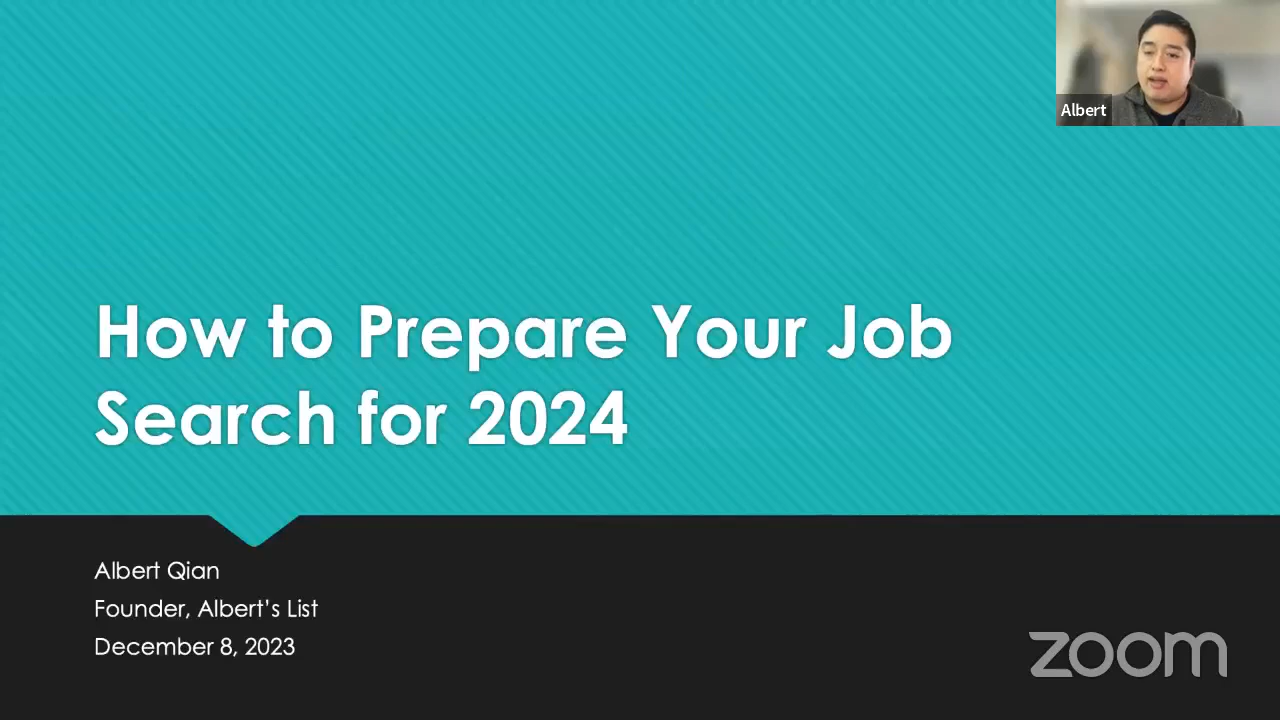 Albert
How to Prepare Your Job
Search for 2024
Albert Qian
Founder, Albert’s List
December 8, 2023
zoom